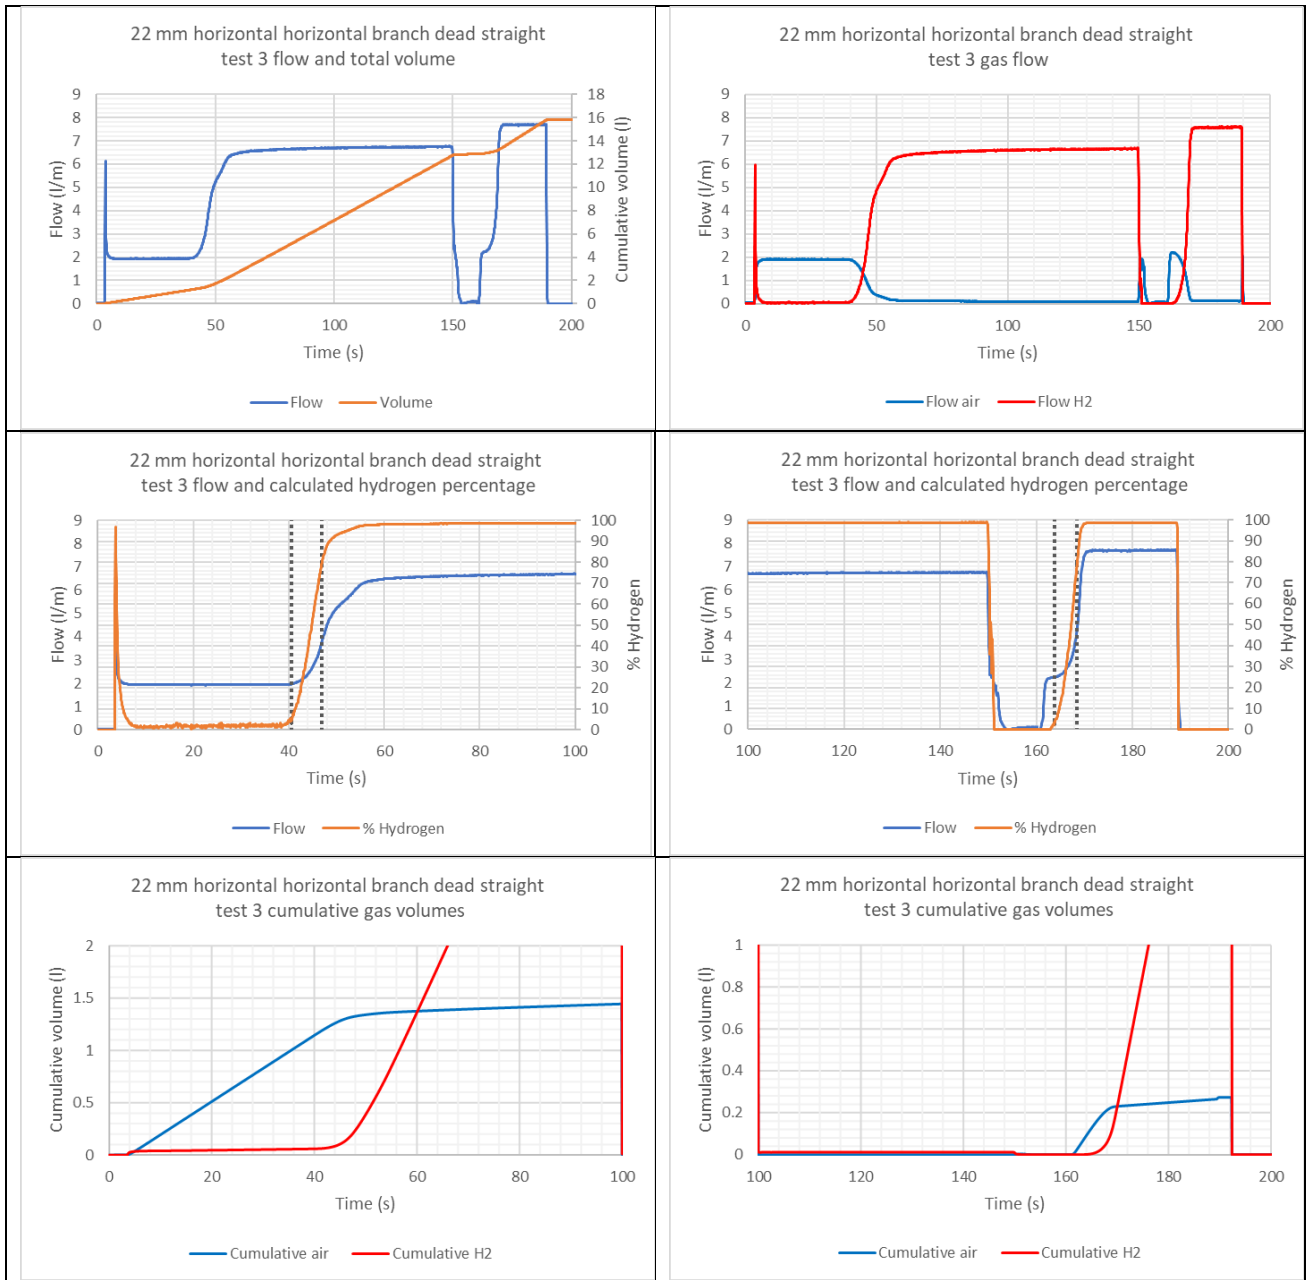 22 mm horizontal horizontal branch dead straight
test 3 flow and total volume
9
8
7
6
5
4
3
2
1
0
Flow (l/m)
18
16
14
12
10
8
6
4
2
0
Cumulative volume (l)
0 50 100 150 200
Time (s)
Flow Volume
22 mm horizontal horizontal branch dead straight
test 3 gas flow
9
8
7
6
5
4
3
2
1
0
Flow (l/m)
0 50 100 150 200
Time (s)
Flow air Flow H2
22 mm horizontal horizontal branch dead straight
test 3 flow and calculated hydrogen percentage
9
8
7
6
5
4
3
2
1
0
Flow (l/m)
100
90
80
70
60
50
40
30
20
10
0
% Hydrogen
0 20 40 60 80 100
Time (s)
Flow % Hydrogen
22 mm horizontal horizontal branch dead straight
test 3 flow and calculated hydrogen percentage
9
8
7
6
5
4
3
2
1
0
Flow (l/m)
100
90
80
70
60
50
40
30
20
10
0
% Hydrogen
100 120 140 160 180 200
Time (s)
Flow % Hydrogen
22 mm horizontal horizontal branch dead straight
test 3 cumulative gas volumes
2
1.5
1
0.5
0
Cumulative volume (l)
0 20 40 60 80 100
Time (s)
Cumulative air Cumulative H2
22 mm horizontal horizontal branch dead straight
test 3 cumulative gas volumes
1
0.8
0.6
0.4
0.2
0
Cumulative volume (l)
100 120 140 160 180 200
Time (s)
Cumulative air Cumulative H2